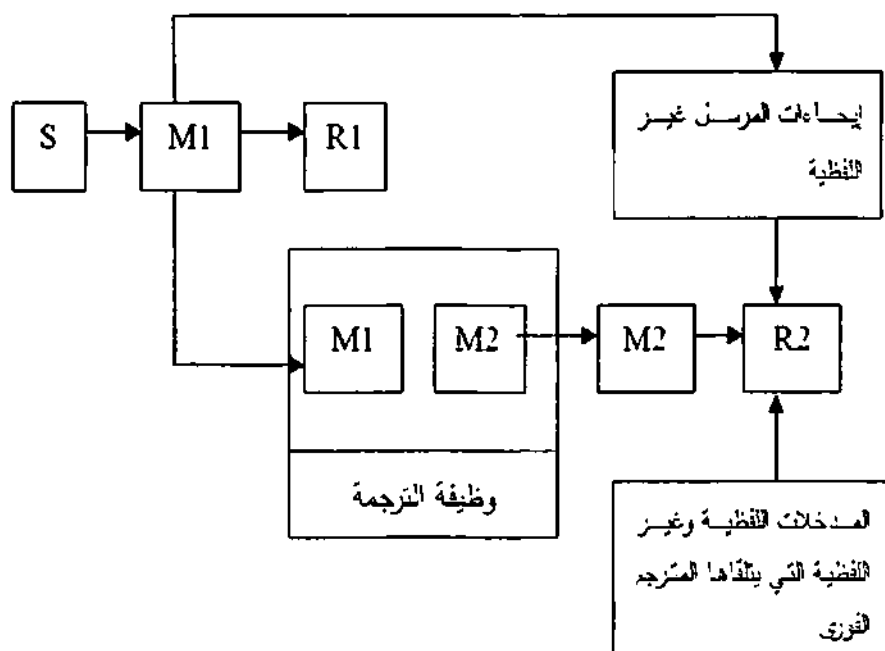 S
M1
R1
إيحاءات المرسل غير
اللفظية
M1
M2
M2
R2
وظيفة الترجمة
المدخلات اللفظية وغير
اللفظية التي يتلقاها المترجم
الفورى